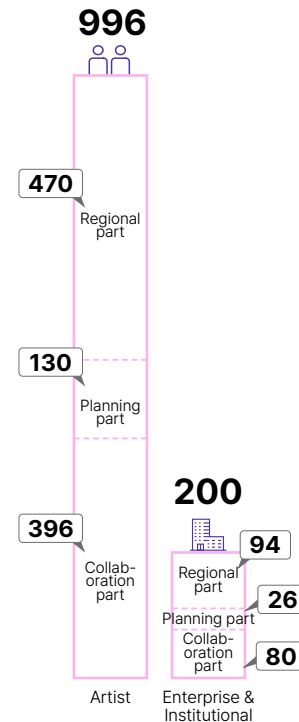 996
470
Regional
part
130
Planning
part
396
Collab-
oration
part
Artist
200
94
Regional
part
26
Planning part
Collab-
oration
part
80
Enterprise &
Institutional